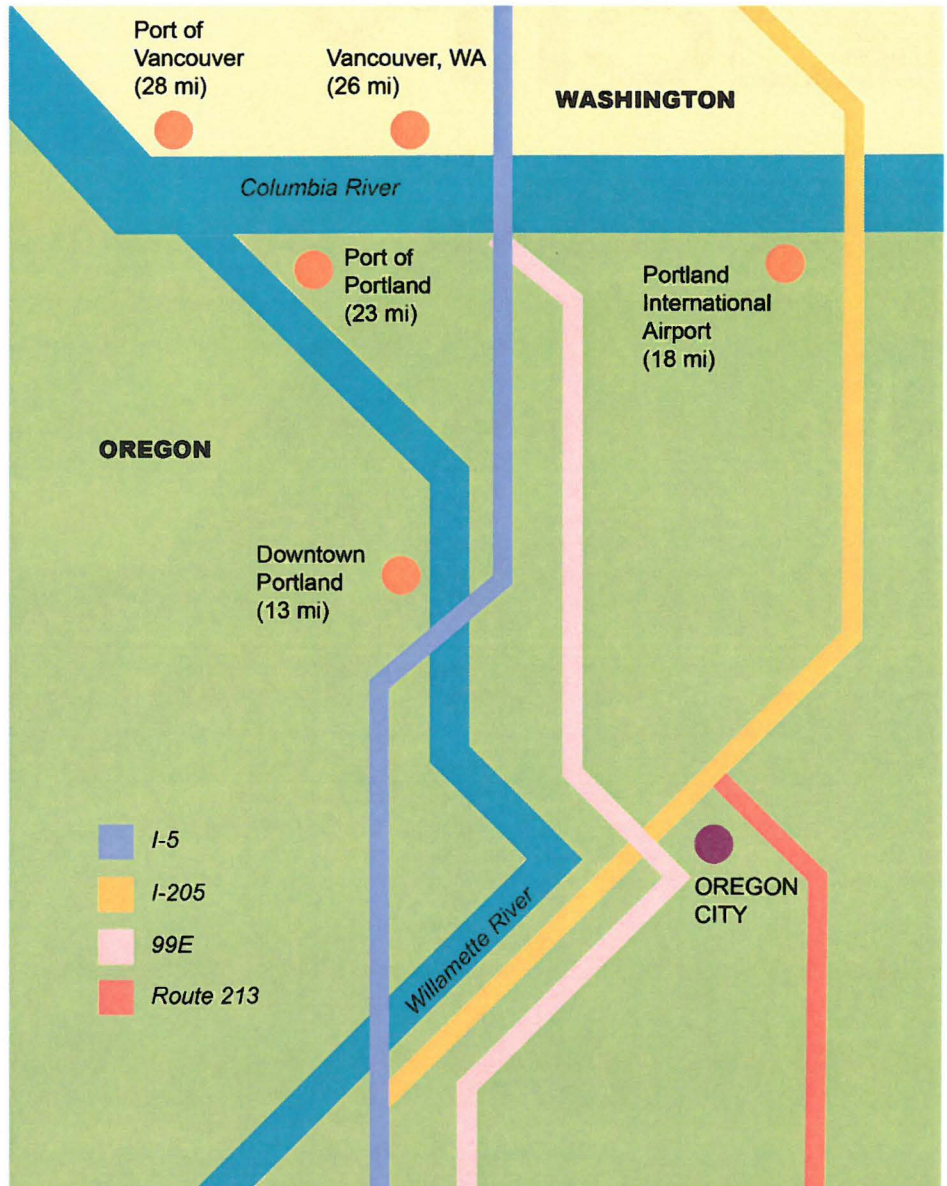 Port of
Vancouver
(28 mi)
Vancouver, WA
(26 mi)
WASHINGTON
Columbia River
Port of
Portland
(23 mi)
Portland
International
Airport
(18 mi)
OREGON
Downtown
Portland
(13 mi)
I-5
I-205
99E
Route 213
Willamette River
OREGON
CITY